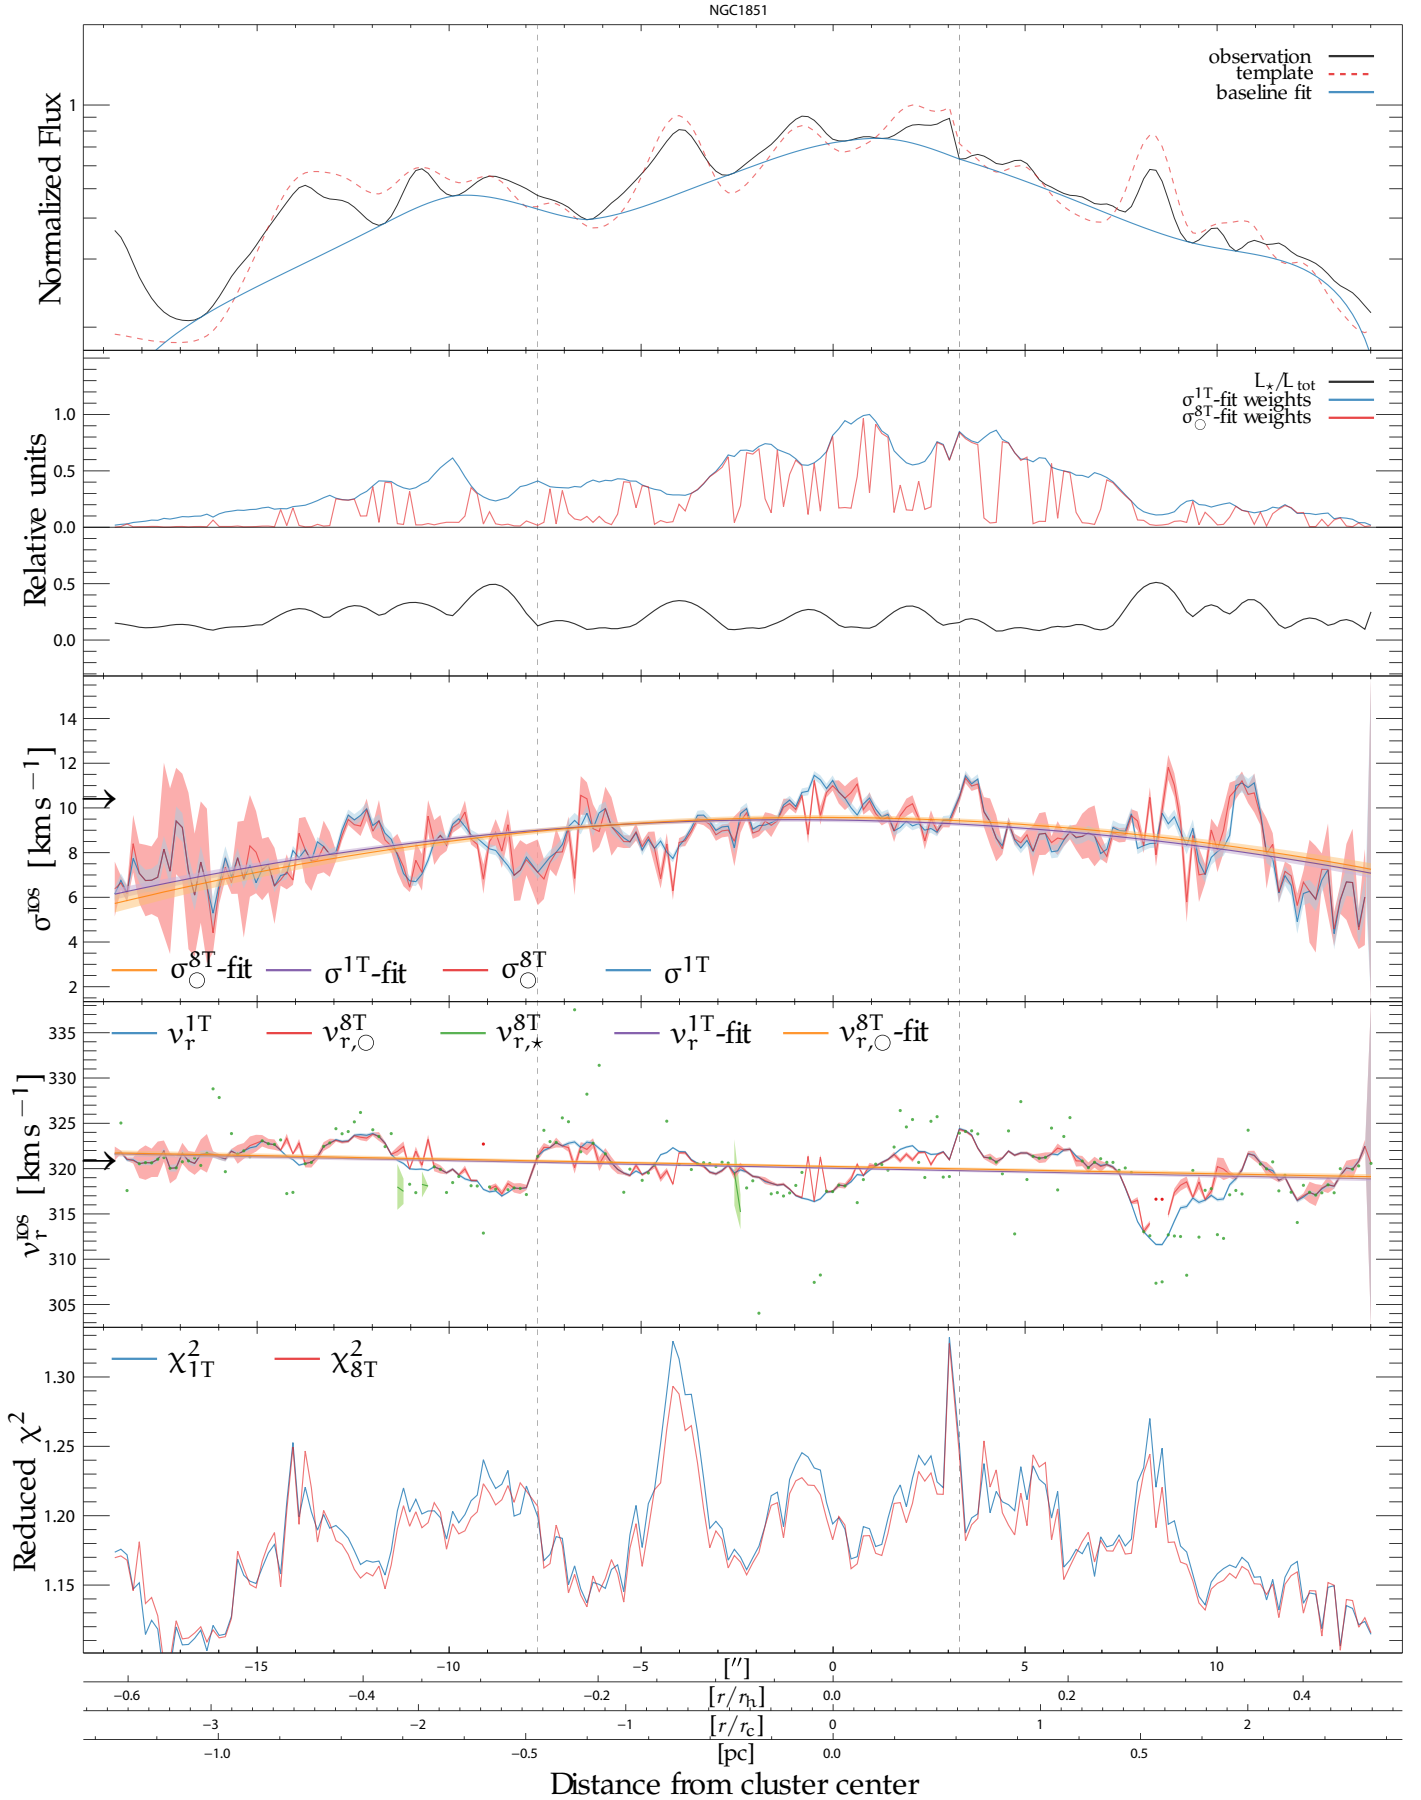 NGC1851
observation
template
baseline fit
Normalized Flux
1
L⋆/L tot
σ1T-fit weights
σ8T○-fit weights
Relative units
1.0
0.5
0.0
0.5
0.0
σlos [km s−1]
14
12
10
8
6
4
2
σ8T○-fit
σ1T-fit
σ8T○
σ1T
v1Tr
v8Tr,○
v8Tr,⋆
v1Tr-fit
v8Tr,○-fit
vlosr [km s−1]
335
330
325
320
315
310
305
χ21T
χ28T
Reduced χ2
1.30
1.25
1.20
1.15
−15 −10 −5 [″] 0 5 10
−0.6 −0.4 −0.2 [r/rh] 0.0 0.2 0.4
−3 −2 −1 [r/rc] 0 1 2
−1.0 −0.5 [pc] 0.0 0.5
Distance from cluster center